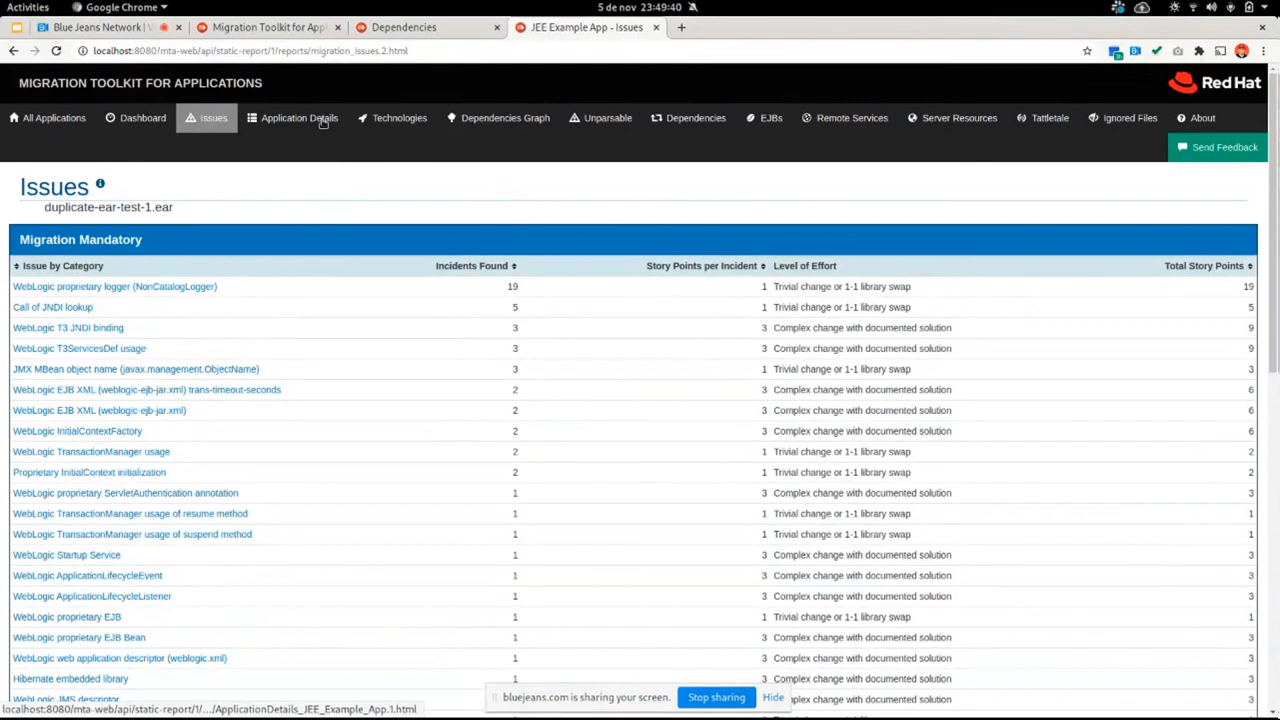 Activities Google Chrome 5 de nov 23:49:40
Blue Jeans Network | Migration Toolkit for App Dependencies JEE Example App - Issues
localhost:8080/mta-web/api/static-report/1/reports/migration_issues.2.html
MIGRATION TOOLKIT FOR APPLICATIONS Red Hat
All Applications Dashboard Issues Application Details Technologies Dependencies Graph Unparsable Dependencies EJBs Remote Services Server Resources Tattletale Ignored Files About
Send Feedback
Issues
duplicate-ear-test-1.ear
Migration Mandatory
Issue by Category Incidents Found Story Points per Incident Level of Effort Total Story Points
WebLogic proprietary logger (NonCatalogLogger) 19 1 Trivial change or 1-1 library swap 19
Call of JNDI lookup 5 1 Trivial change or 1-1 library swap 5
WebLogic T3 JNDI binding 3 3 Complex change with documented solution 9
WebLogic T3ServicesDef usage 3 3 Complex change with documented solution 9
JMX MBean object name (javax.management.ObjectName) 3 1 Trivial change or 1-1 library swap 3
WebLogic EJB XML (weblogic-ejb-jar.xml) trans-timeout-seconds 2 3 Complex change with documented solution 6
WebLogic EJB XML (weblogic-ejb-jar.xml) 2 3 Complex change with documented solution 6
WebLogic InitialContextFactory 2 3 Complex change with documented solution 6
WebLogic TransactionManager usage 2 1 Trivial change or 1-1 library swap 2
Proprietary InitialContext initialization 2 1 Trivial change or 1-1 library swap 2
WebLogic proprietary ServletAuthentication annotation 1 3 Complex change with documented solution 3
WebLogic TransactionManager usage of resume method 1 1 Trivial change or 1-1 library swap 1
WebLogic TransactionManager usage of suspend method 1 1 Trivial change or 1-1 library swap 1
WebLogic Startup Service 1 3 Complex change with documented solution 3
WebLogic ApplicationLifecycleEvent 1 3 Complex change with documented solution 3
WebLogic ApplicationLifecycleListener 1 3 Complex change with documented solution 3
WebLogic proprietary EJB 1 1 Trivial change or 1-1 library swap 1
WebLogic proprietary EJB Bean 1 3 Complex change with documented solution 3
WebLogic web application descriptor (weblogic.xml) 1 3 Complex change with documented solution 3
Hibernate embedded library 1 3 Complex change with documented solution 3
WebLogic JMS descriptor documented solution 3
bluejeans.com is sharing your screen. Stop sharing Hide
localhost:8080/mta-web/api/static-report/1/.../ApplicationDetails_JEE_Example_App.1.html